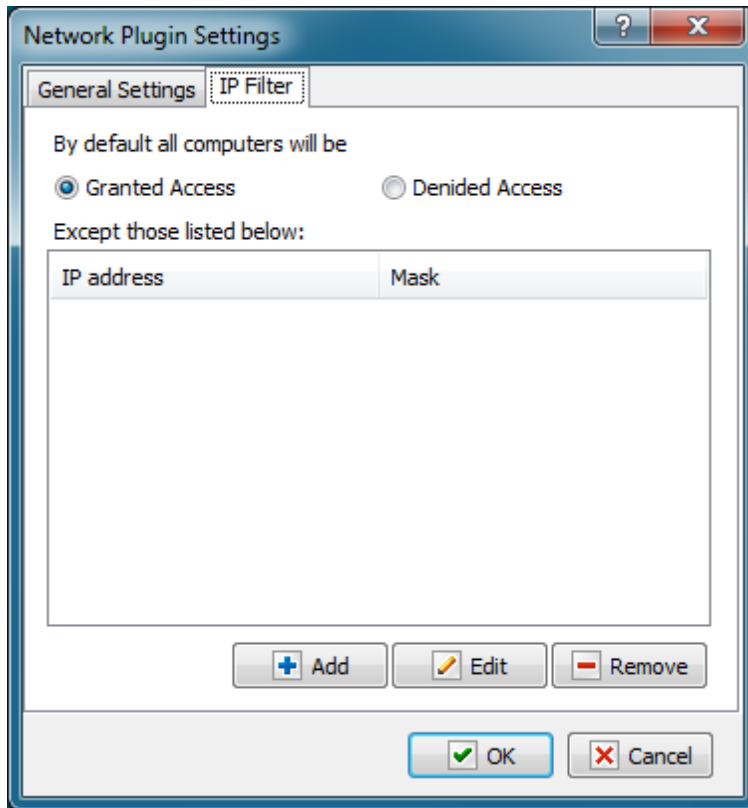 Network Plugin Settings
?
General Settings IP Filter
By default all computers will be
Granted Access Denided Access
Except those listed below:
IP address Mask
Add Edit Remove
OK Cancel